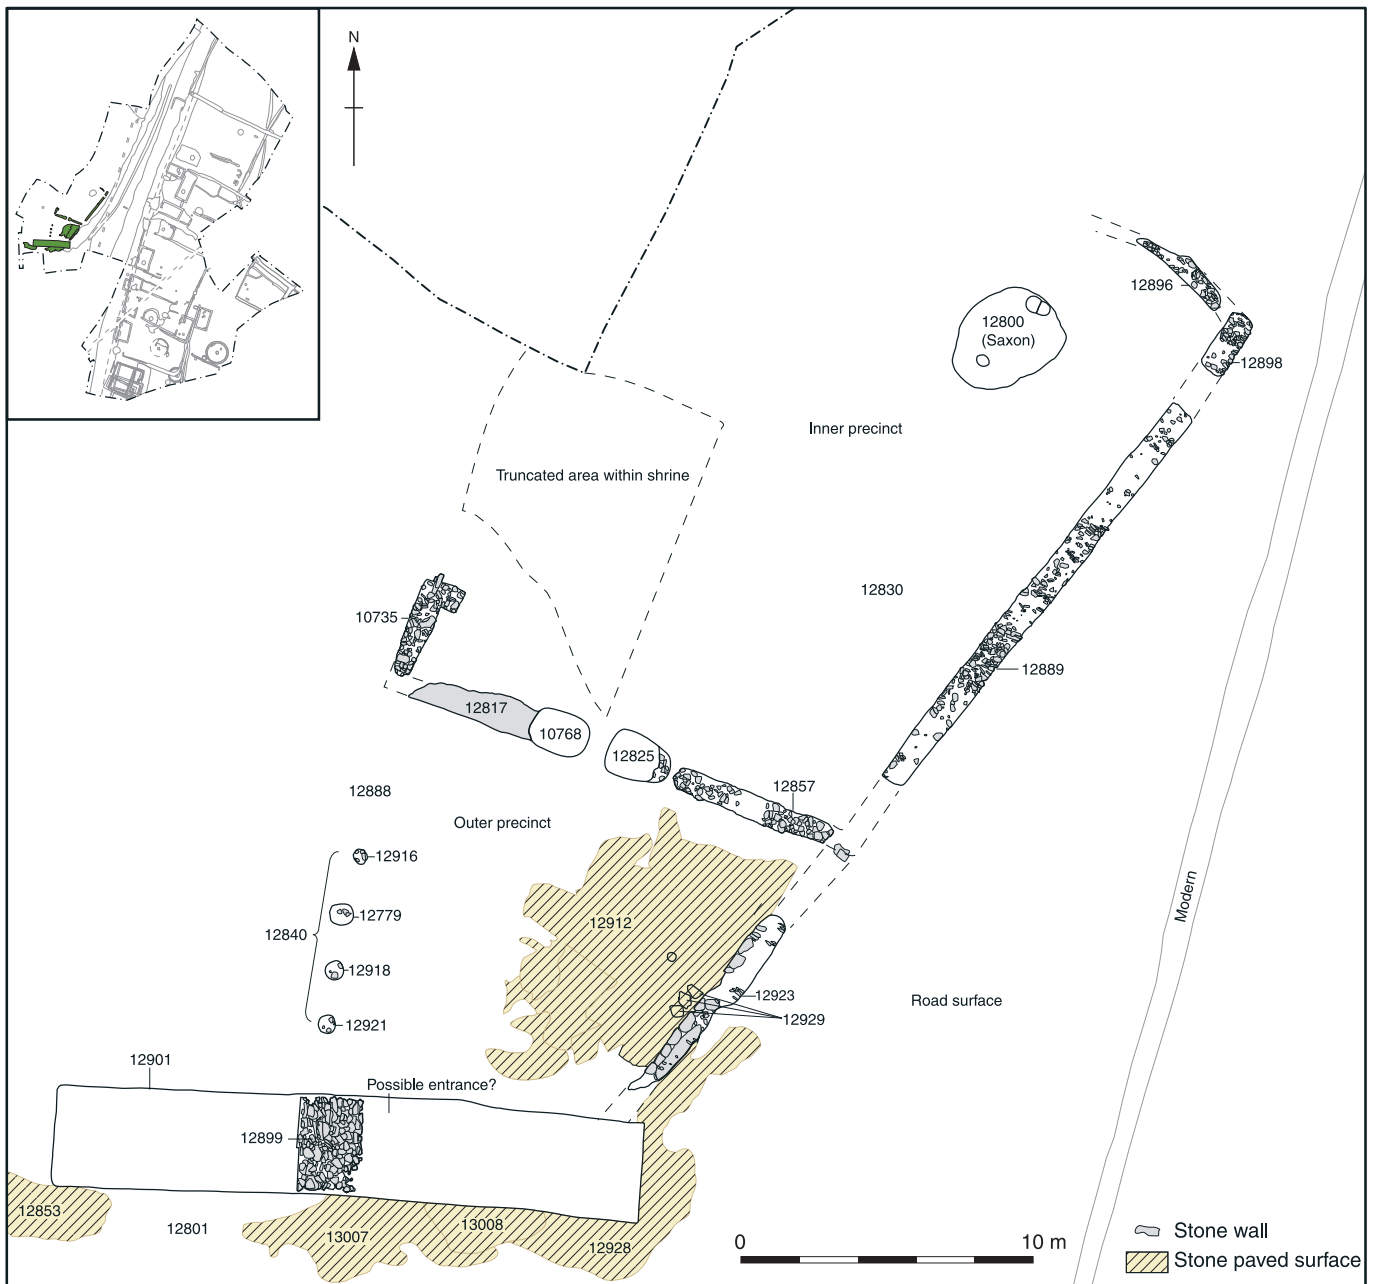 N
12896
12800
(Saxon)
12898
Inner precinct
Truncated area within shrine
12830
10735
12889
12817
10768
12825
12857
12888
Outer precinct
12916
12912
12779
12840
Modern
12918
12923
Road surface
12929
12921
12901
Possible entrance?
12899
12853
12801
13007
13008
12928
0
10 m
Stone wall
Stone paved surface